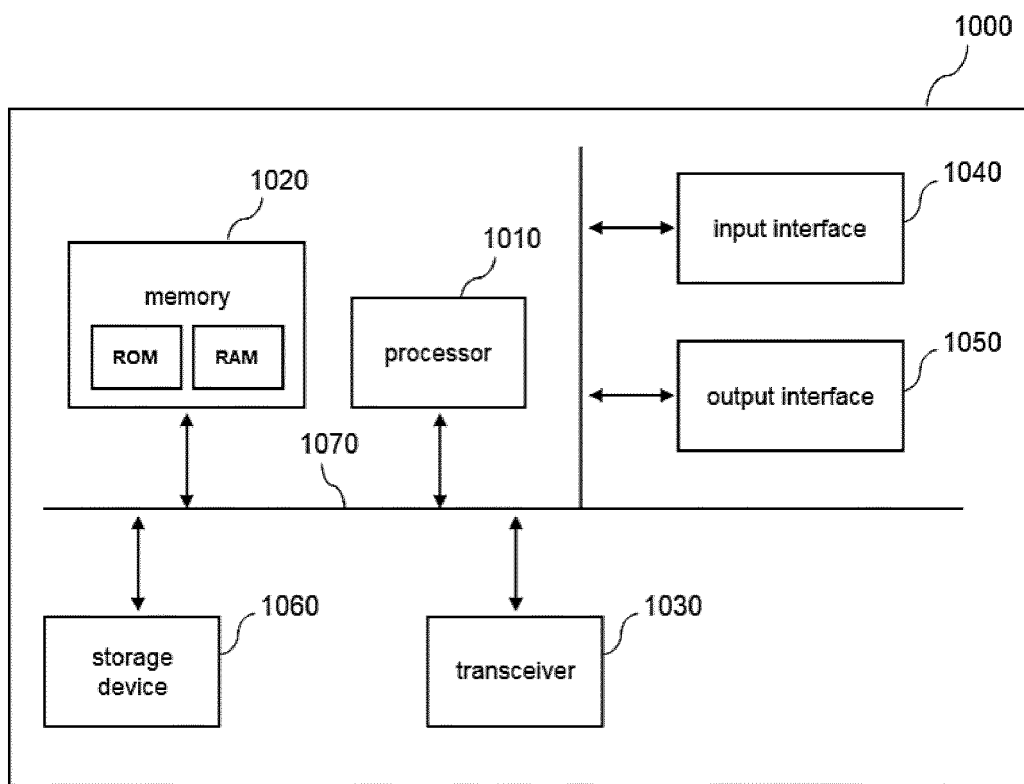 1000
1020
1040
input interface
1010
memory
ROM
RAM
processor
1050
output interface
1070
1060
1030
storage
device
transceiver